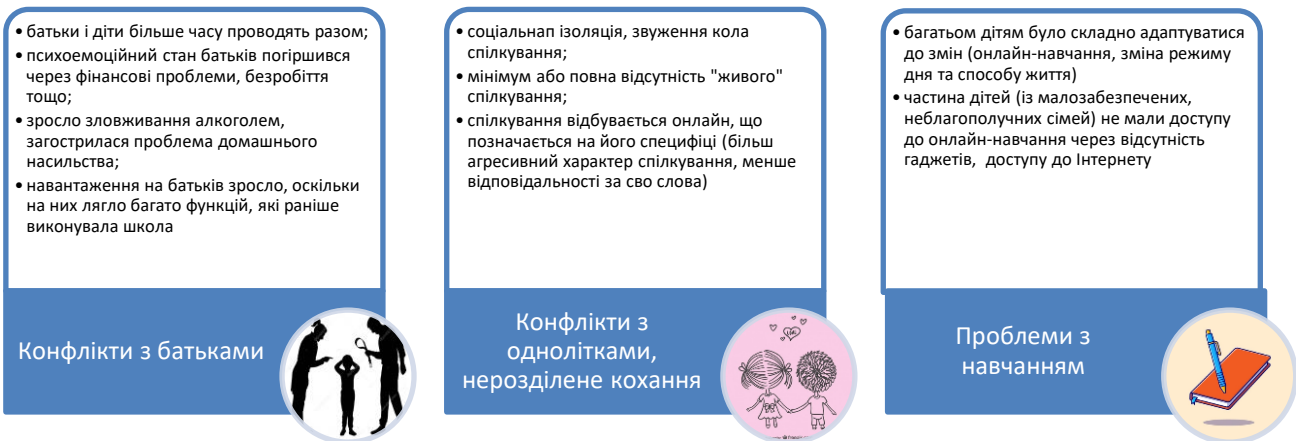 • батьки і діти більше часу проводять разом;
• психоемоційний стан батьків погіршився
через фінансові проблеми, безробіття
тощо;
• зросло зловживання алкоголем,
загострилася проблема домашнього
насильства;
• навантаження на батьків зросло, оскільки
на них лягло багато функцій, які раніше
виконувала школа
Конфлікти з батьками
• соціальнап ізоляція, звуження кола
спілкування;
• мінімум або повна відсутність "живого"
спілкування;
• спілкування відбувається онлайн, що
позначається на його специфіці (більш
агресивний характер спілкування, менше
відповідальності за сво слова)
Конфлікти з
однолітками,
нерозділене кохання
• багатьом дітям було складно адаптуватися
до змін (онлайн-навчання, зміна режиму
дня та способу життя)
• частина дітей (із малозабезпечених,
неблагополучних сімей) не мали доступу
до онлайн-навчання через відсутність
гаджетів, доступу до Інтернету
Проблеми з
навчанням